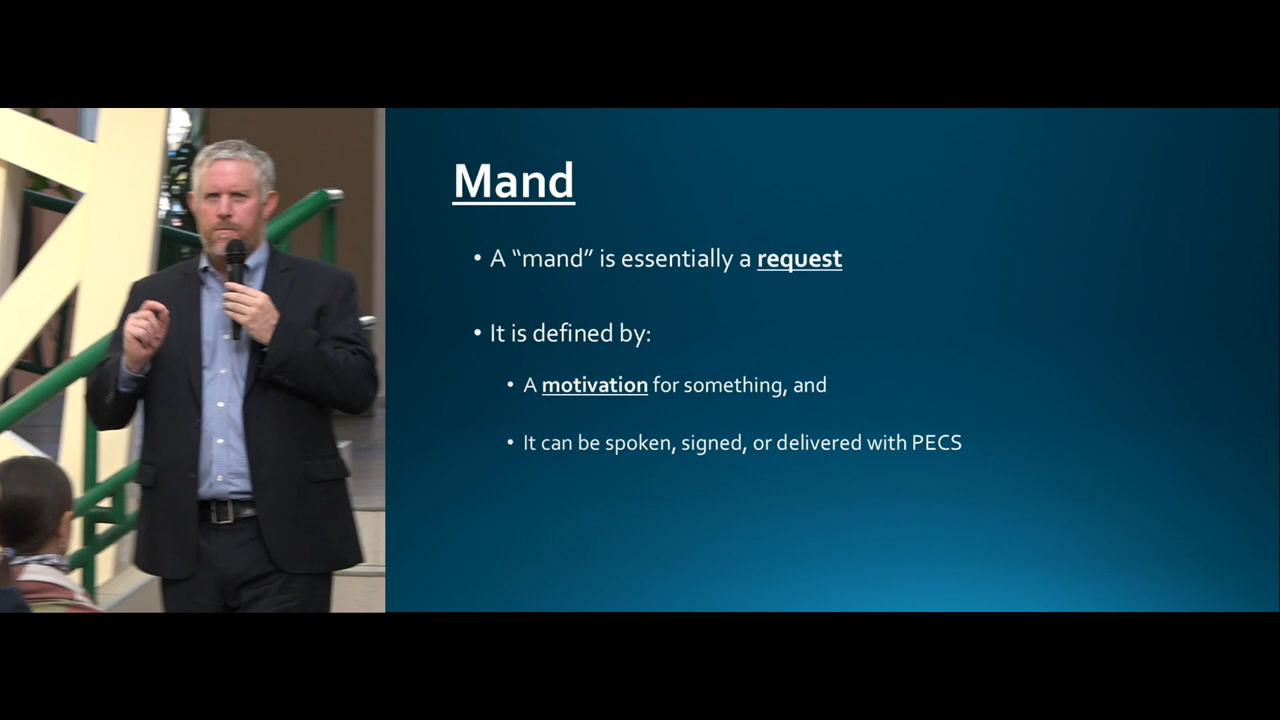 Mand
• A “mand” is essentially a request
• It is defined by:
• A motivation for something, and
• It can be spoken, signed, or delivered with PECS